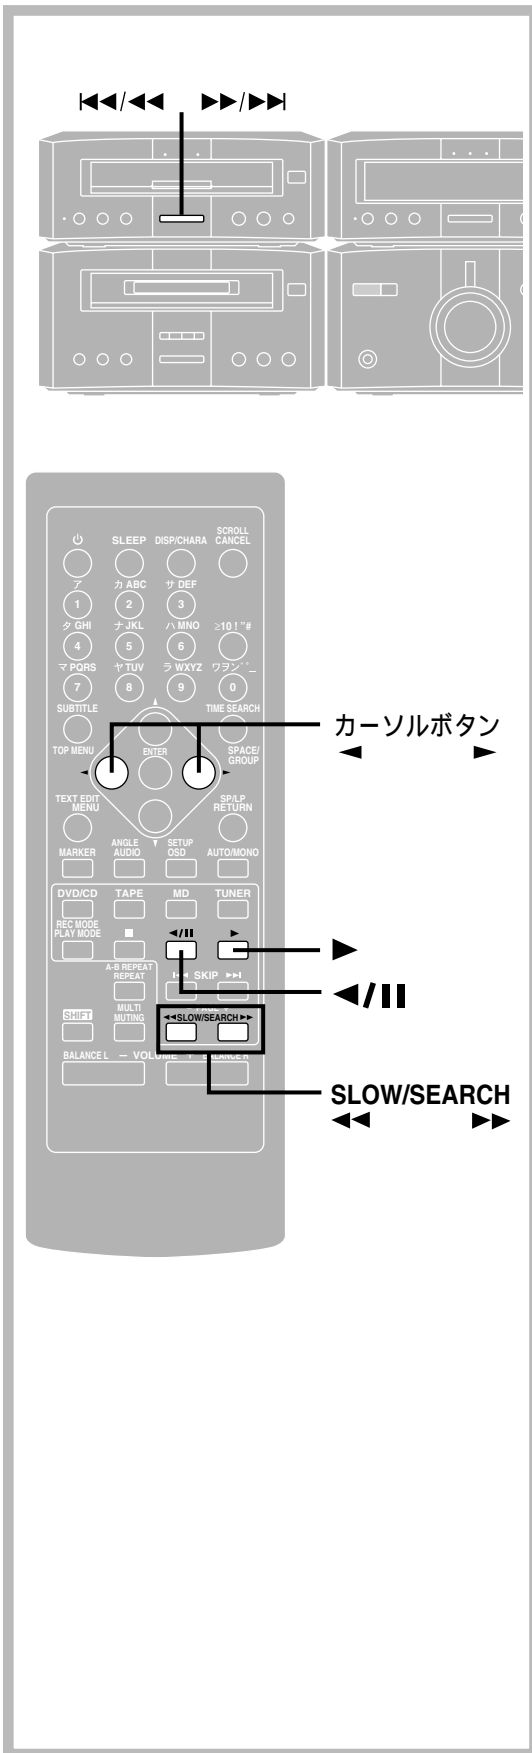 ⏮◀◀/◀◀ ▶▶/▶▶⏭
SCROLL
⏻ SLEEP DISP/CHARA CANCEL
ア カ ABC サ DEF
1 2 3
タ GHI ナ JKL ハ MNO ≥10 ! "#
4 5 6
マ PQRS ヤ TUV ラ WXYZ ワヲン゛゜_
7 8 9 0
SUBTITLE TIME SEARCH
TOP MENU ENTER SPACE/
GROUP
カーソルボタン
◀ ▶
TEXT EDIT SP/LP
MENU RETURN
ANGLE SETUP
MARKER AUDIO OSD AUTO/MONO
DVD/CD TAPE MD TUNER
REC MODE
PLAY MODE ■ ◀/❙❙ ▶
▶
A-B REPEAT
REPEAT ⏮ SKIP ⏭
◀/❙❙
MULTI
SHIFT MUTING ◀◀SLOW/SEARCH▶▶
BALANCE L – VOLUME + BALANCE R
SLOW/SEARCH
◀◀ ▶▶